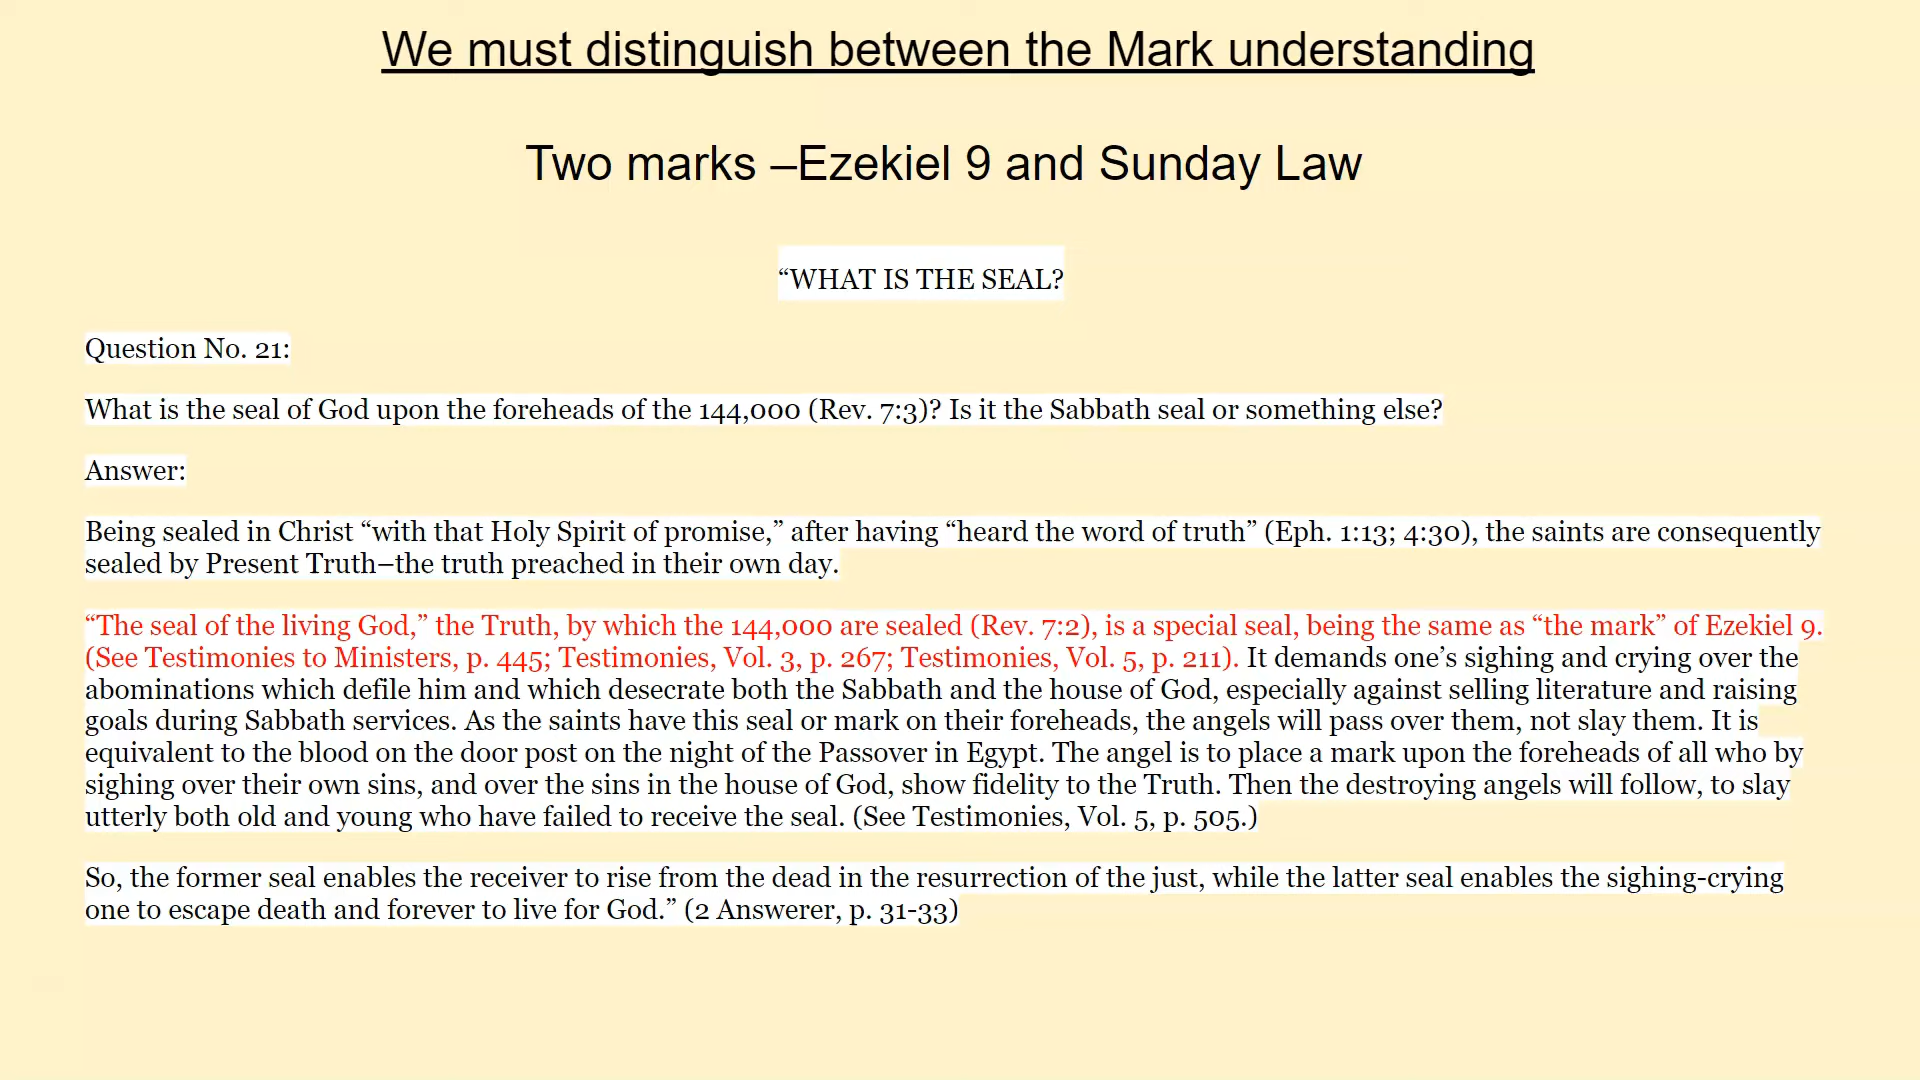 We must distinguish between the Mark understanding
Two marks –Ezekiel 9 and Sunday Law
“WHAT IS THE SEAL?
Question No. 21:
What is the seal of God upon the foreheads of the 144,000 (Rev. 7:3)? Is it the Sabbath seal or something else?
Answer:
Being sealed in Christ “with that Holy Spirit of promise,” after having “heard the word of truth” (Eph. 1:13; 4:30), the saints are consequently
sealed by Present Truth–the truth preached in their own day.
“The seal of the living God,” the Truth, by which the 144,000 are sealed (Rev. 7:2), is a special seal, being the same as “the mark” of Ezekiel 9.
(See Testimonies to Ministers, p. 445; Testimonies, Vol. 3, p. 267; Testimonies, Vol. 5, p. 211). It demands one’s sighing and crying over the
abominations which defile him and which desecrate both the Sabbath and the house of God, especially against selling literature and raising
goals during Sabbath services. As the saints have this seal or mark on their foreheads, the angels will pass over them, not slay them. It is
equivalent to the blood on the door post on the night of the Passover in Egypt. The angel is to place a mark upon the foreheads of all who by
sighing over their own sins, and over the sins in the house of God, show fidelity to the Truth. Then the destroying angels will follow, to slay
utterly both old and young who have failed to receive the seal. (See Testimonies, Vol. 5, p. 505.)
So, the former seal enables the receiver to rise from the dead in the resurrection of the just, while the latter seal enables the sighing-crying
one to escape death and forever to live for God.” (2 Answerer, p. 31-33)